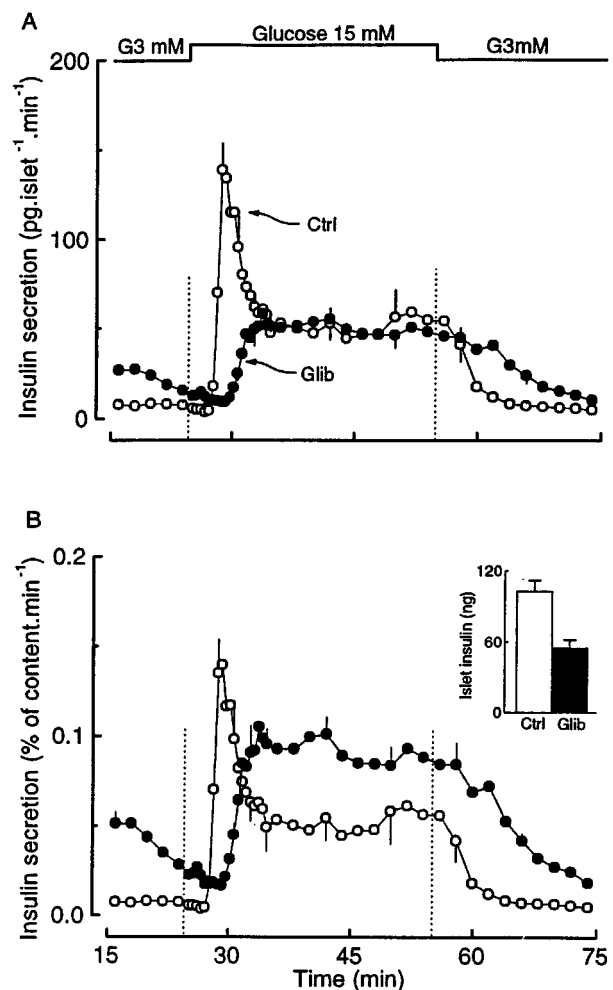 A
G3 mM
Glucose 15 mM
G3mM
200
100
0
Insulin secretion (pg.islet⁻¹.min⁻¹)
Ctrl
Glib
B
0.2
0.1
0.0
Insulin secretion (% of content.min⁻¹)
120
60
0
Islet insulin (ng)
Ctrl Glib
15 30 45 60 75
Time (min)